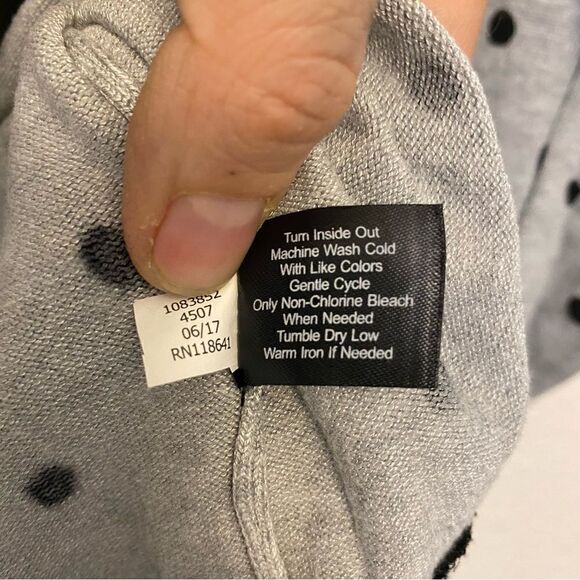 1083852
4507
06/17
RN118641
Turn Inside Out
Machine Wash Cold
With Like Colors
Gentle Cycle
Only Non-Chlorine Bleach
When Needed
Tumble Dry Low
Warm Iron If Needed